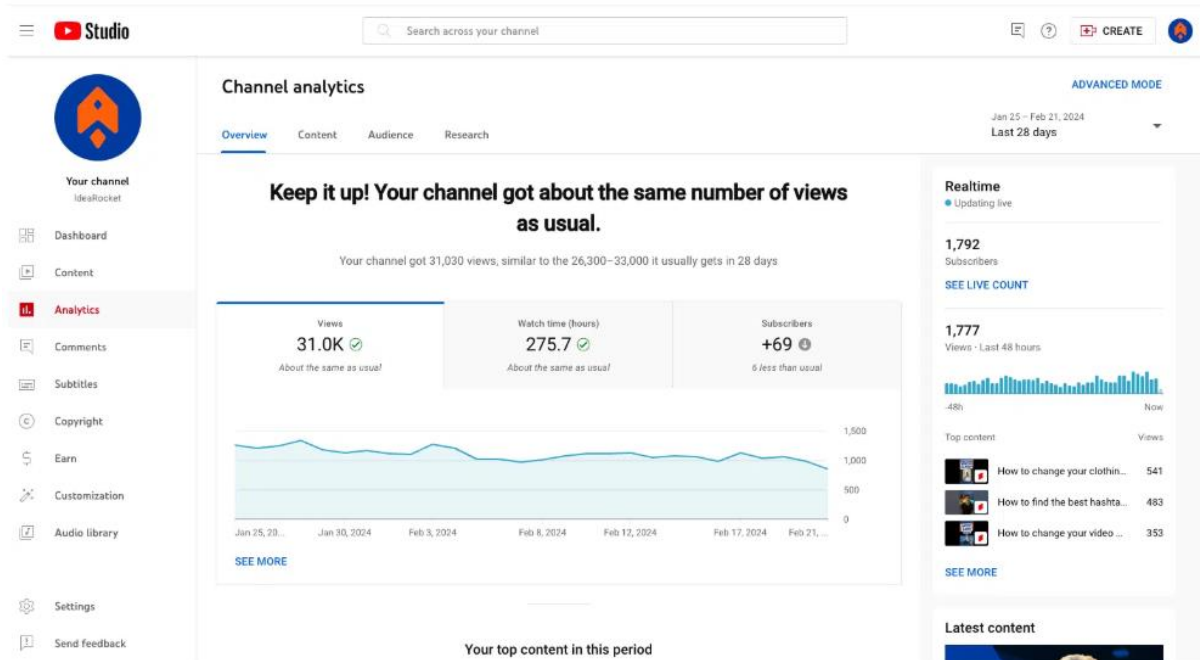 Studio
Search across your channel
CREATE
Your channel
IdeaRocket
Dashboard
Content
Analytics
Comments
Subtitles
Copyright
Earn
Customization
Audio library
Settings
Send feedback
Channel analytics
ADVANCED MODE
Overview Content Audience Research
Jan 25 – Feb 21, 2024
Last 28 days
Keep it up! Your channel got about the same number of views
as usual.
Your channel got 31,030 views, similar to the 26,300–33,000 it usually gets in 28 days
Views
31.0K
About the same as usual
Watch time (hours)
275.7
About the same as usual
Subscribers
+69
6 less than usual
1,500
1,000
500
0
Jan 25, 20... Jan 30, 2024 Feb 3, 2024 Feb 8, 2024 Feb 12, 2024 Feb 17, 2024 Feb 21, ...
SEE MORE
Your top content in this period
Realtime
Updating live
1,792
Subscribers
SEE LIVE COUNT
1,777
Views · Last 48 hours
-48h Now
Top content Views
How to change your clothin... 541
How to find the best hashta... 483
How to change your video ... 353
SEE MORE
Latest content